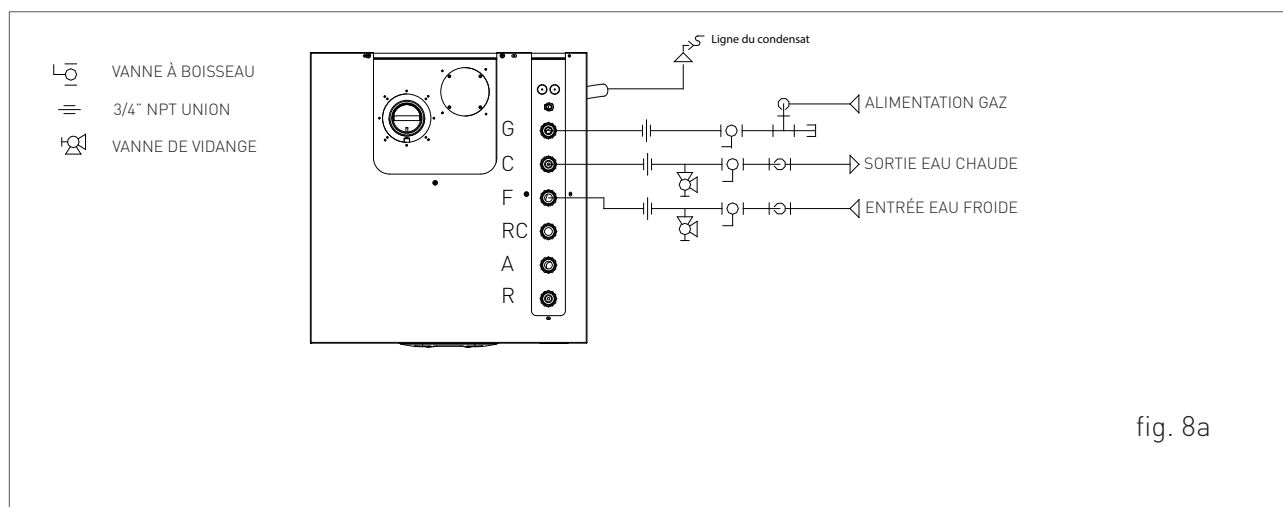 Ligne du condensat
VANNE À BOISSEAU
3/4" NPT UNION
VANNE DE VIDANGE
G
ALIMENTATION GAZ
C
SORTIE EAU CHAUDE
F
ENTRÉE EAU FROIDE
RC
A
R
fig. 8a